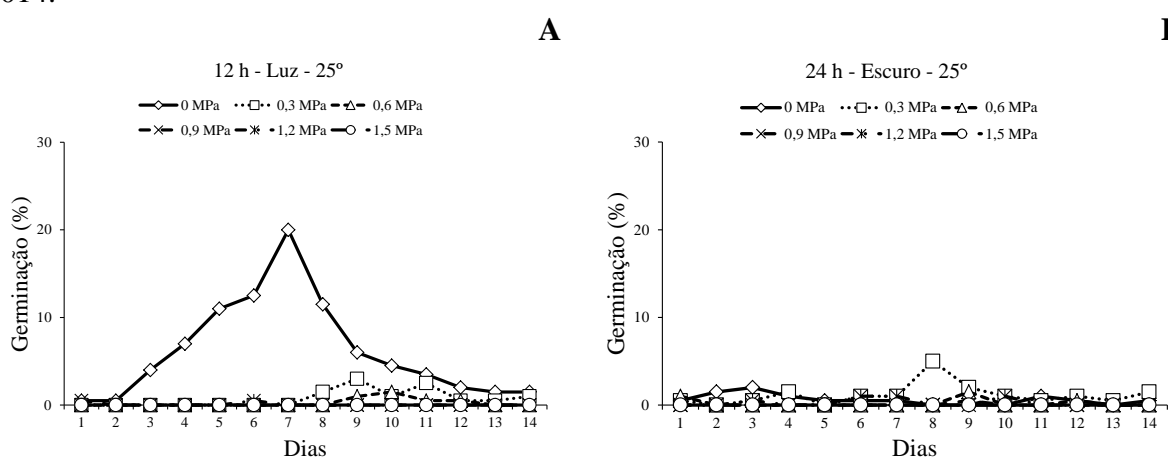 A
12 h - Luz - 25º
0 MPa 0,3 MPa 0,6 MPa
0,9 MPa 1,2 MPa 1,5 MPa
30
20
10
0
Germinação (%)
1 2 3 4 5 6 7 8 9 10 11 12 13 14
Dias
24 h - Escuro - 25º
0 MPa 0,3 MPa 0,6 MPa
0,9 MPa 1,2 MPa 1,5 MPa
30
20
10
0
Germinação (%)
1 2 3 4 5 6 7 8 9 10 11 12 13 14
Dias